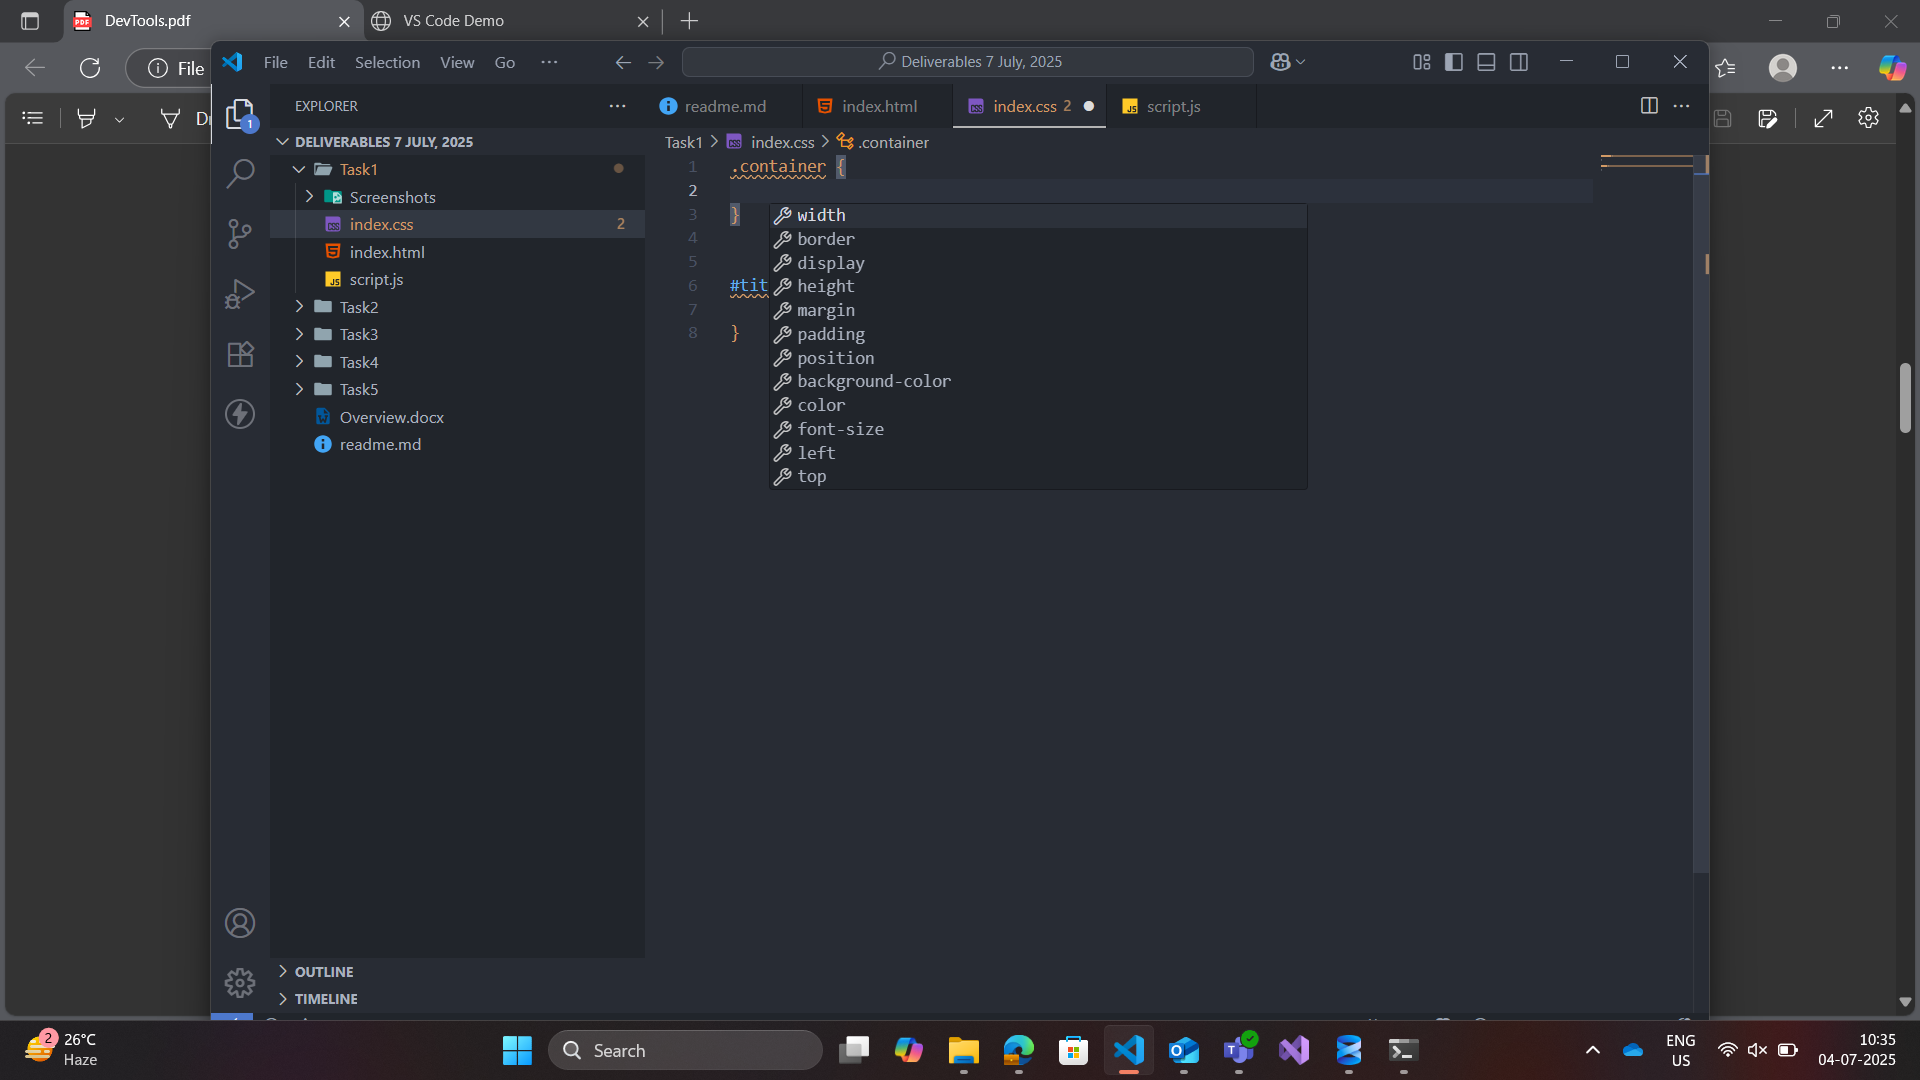 DevTools.pdf
VS Code Demo
File
File Edit Selection View Go
Deliverables 7 July, 2025
EXPLORER
readme.md
index.html
index.css 2
script.js
DELIVERABLES 7 JULY, 2025
Task1
Screenshots
index.css 2
index.html
script.js
Task2
Task3
Task4
Task5
Overview.docx
readme.md
OUTLINE
TIMELINE
Task1 > index.css > .container
1 .container {
2
3 }
4
5
6 #tit
7
8 }
width
border
display
height
margin
padding
position
background-color
color
font-size
left
top
2
26°C
Haze
Search
ENG
US
10:35
04-07-2025